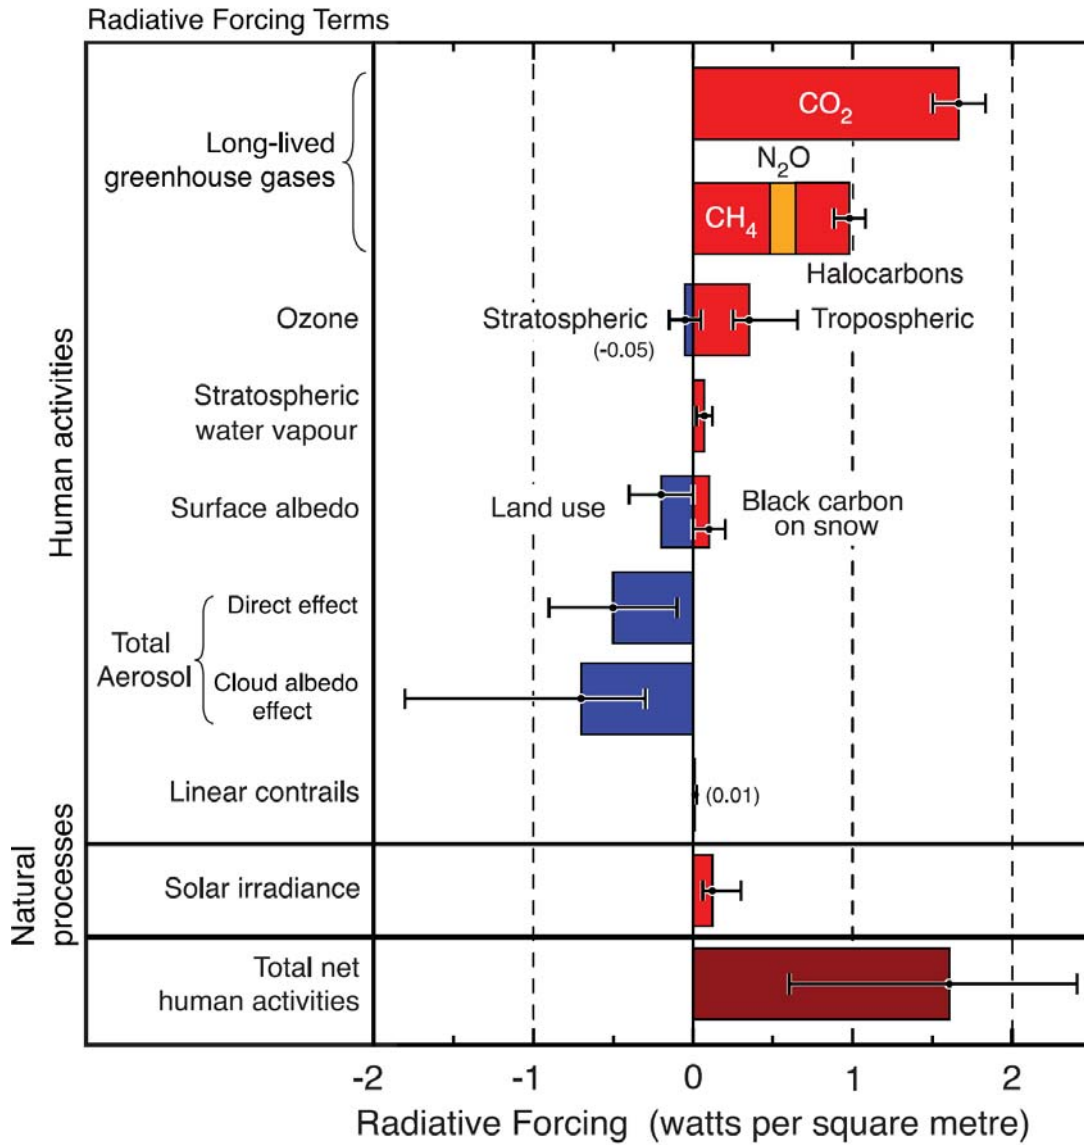 Radiative Forcing Terms
CO2
Long-lived
greenhouse gases
N2O
CH4
Halocarbons
Ozone
Stratospheric
(-0.05)
Tropospheric
Stratospheric
water vapour
Human activities
Surface albedo
Land use
Black carbon
on snow
Total
Aerosol
Direct effect
Cloud albedo
effect
Linear contrails
(0.01)
Natural
processes
Solar irradiance
Total net
human activities
-2 -1 0 1 2
Radiative Forcing (watts per square metre)